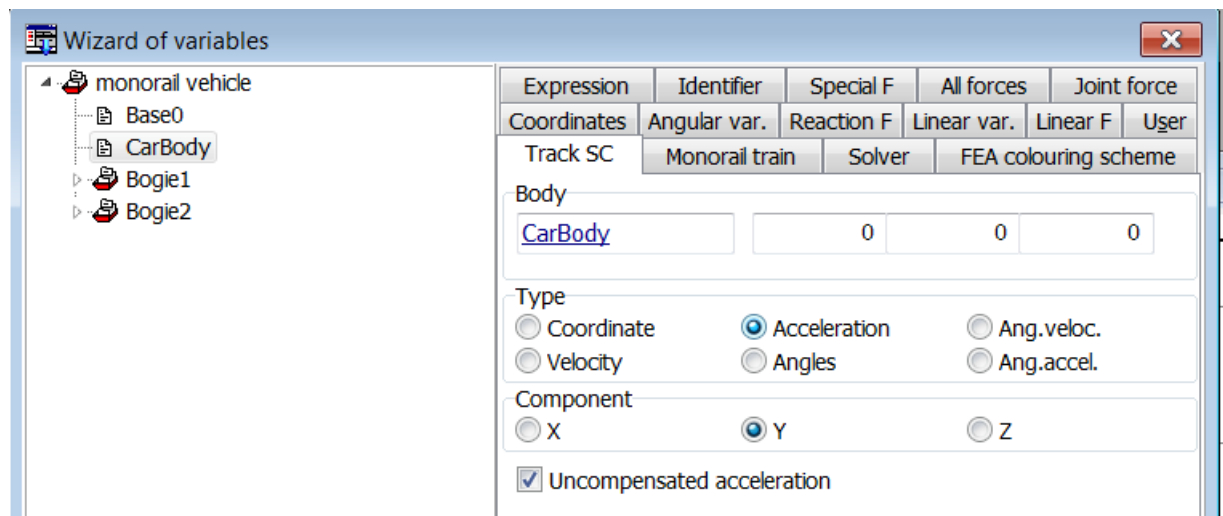 Wizard of variables
monorail vehicle
Base0
CarBody
Bogie1
Bogie2
Expression Identifier Special F All forces Joint force
Coordinates Angular var. Reaction F Linear var. Linear F User
Track SC Monorail train Solver FEA colouring scheme
Body
CarBody 0 0 0
Type
Coordinate Acceleration Ang.veloc.
Velocity Angles Ang.accel.
Component
X Y Z
Uncompensated acceleration